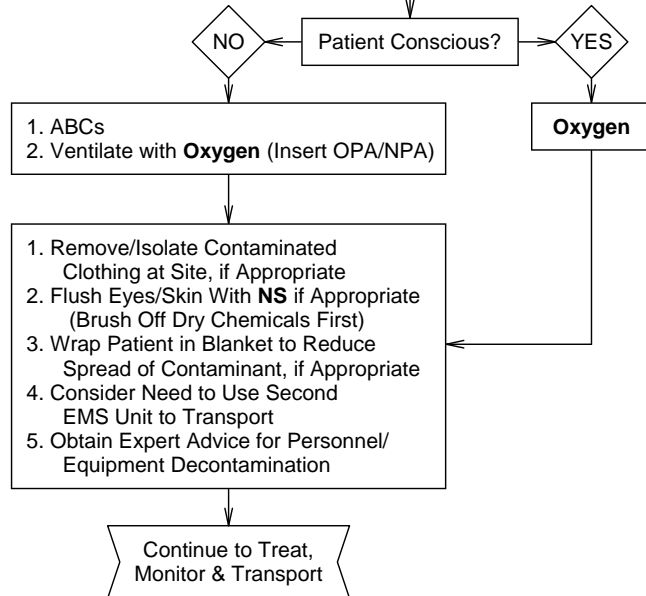 NO
Patient Conscious?
YES
1. ABCs
2. Ventilate with Oxygen (Insert OPA/NPA)
Oxygen
1. Remove/Isolate Contaminated
Clothing at Site, if Appropriate
2. Flush Eyes/Skin With NS if Appropriate
(Brush Off Dry Chemicals First)
3. Wrap Patient in Blanket to Reduce
Spread of Contaminant, if Appropriate
4. Consider Need to Use Second
EMS Unit to Transport
5. Obtain Expert Advice for Personnel/
Equipment Decontamination
Continue to Treat,
Monitor & Transport